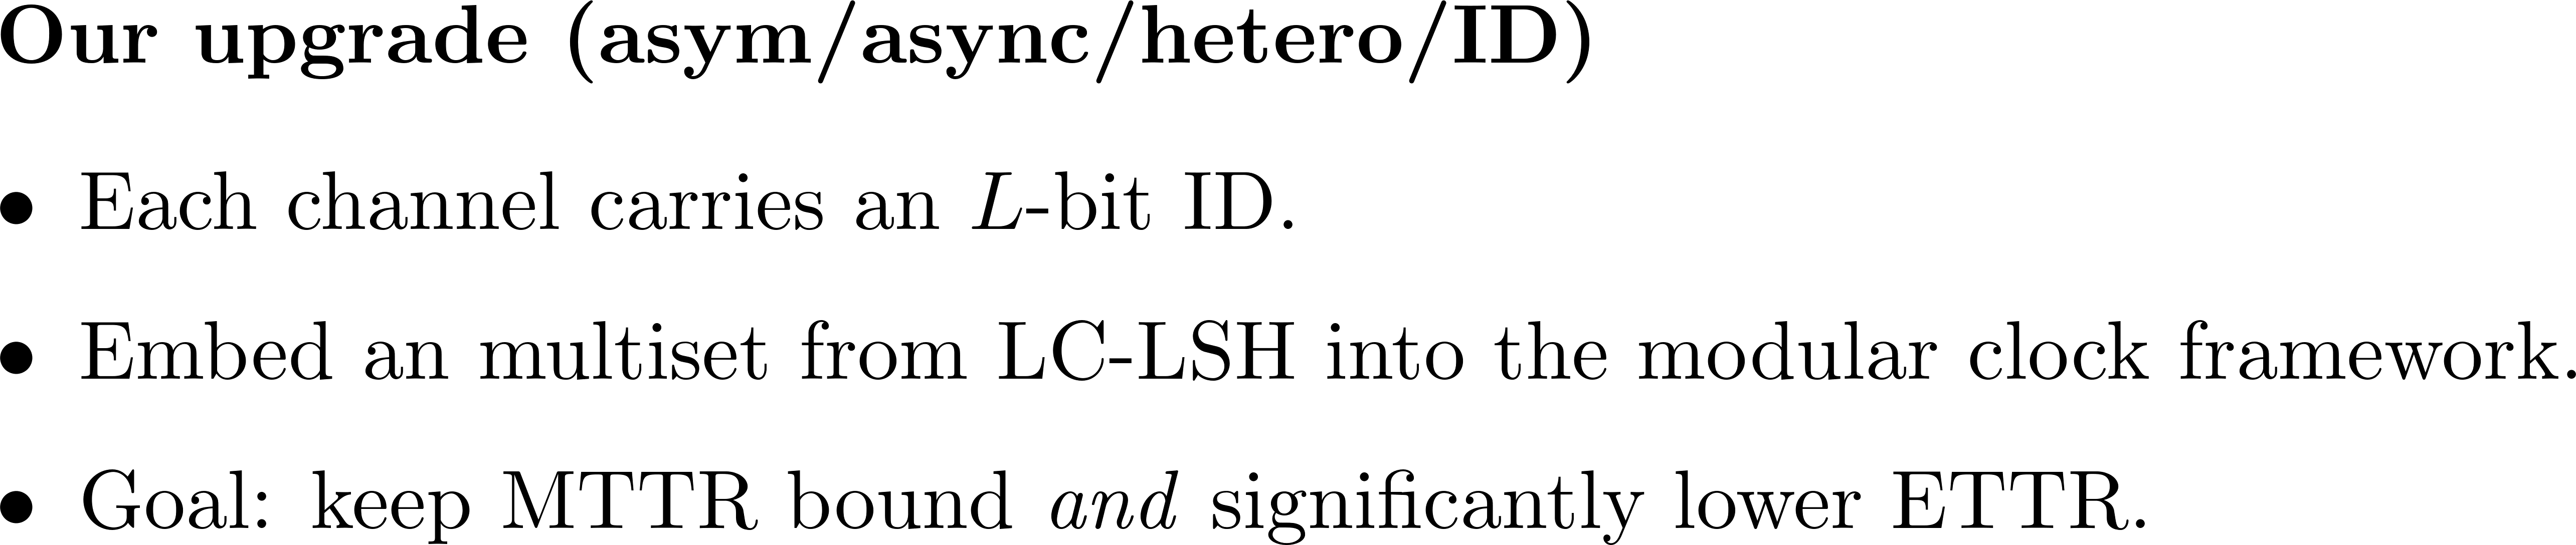 Our upgrade (asym/async/hetero/ID)
• Each channel carries an L-bit ID.
• Embed an multiset from LC-LSH into the modular clock framework.
• Goal: keep MTTR bound and significantly lower ETTR.